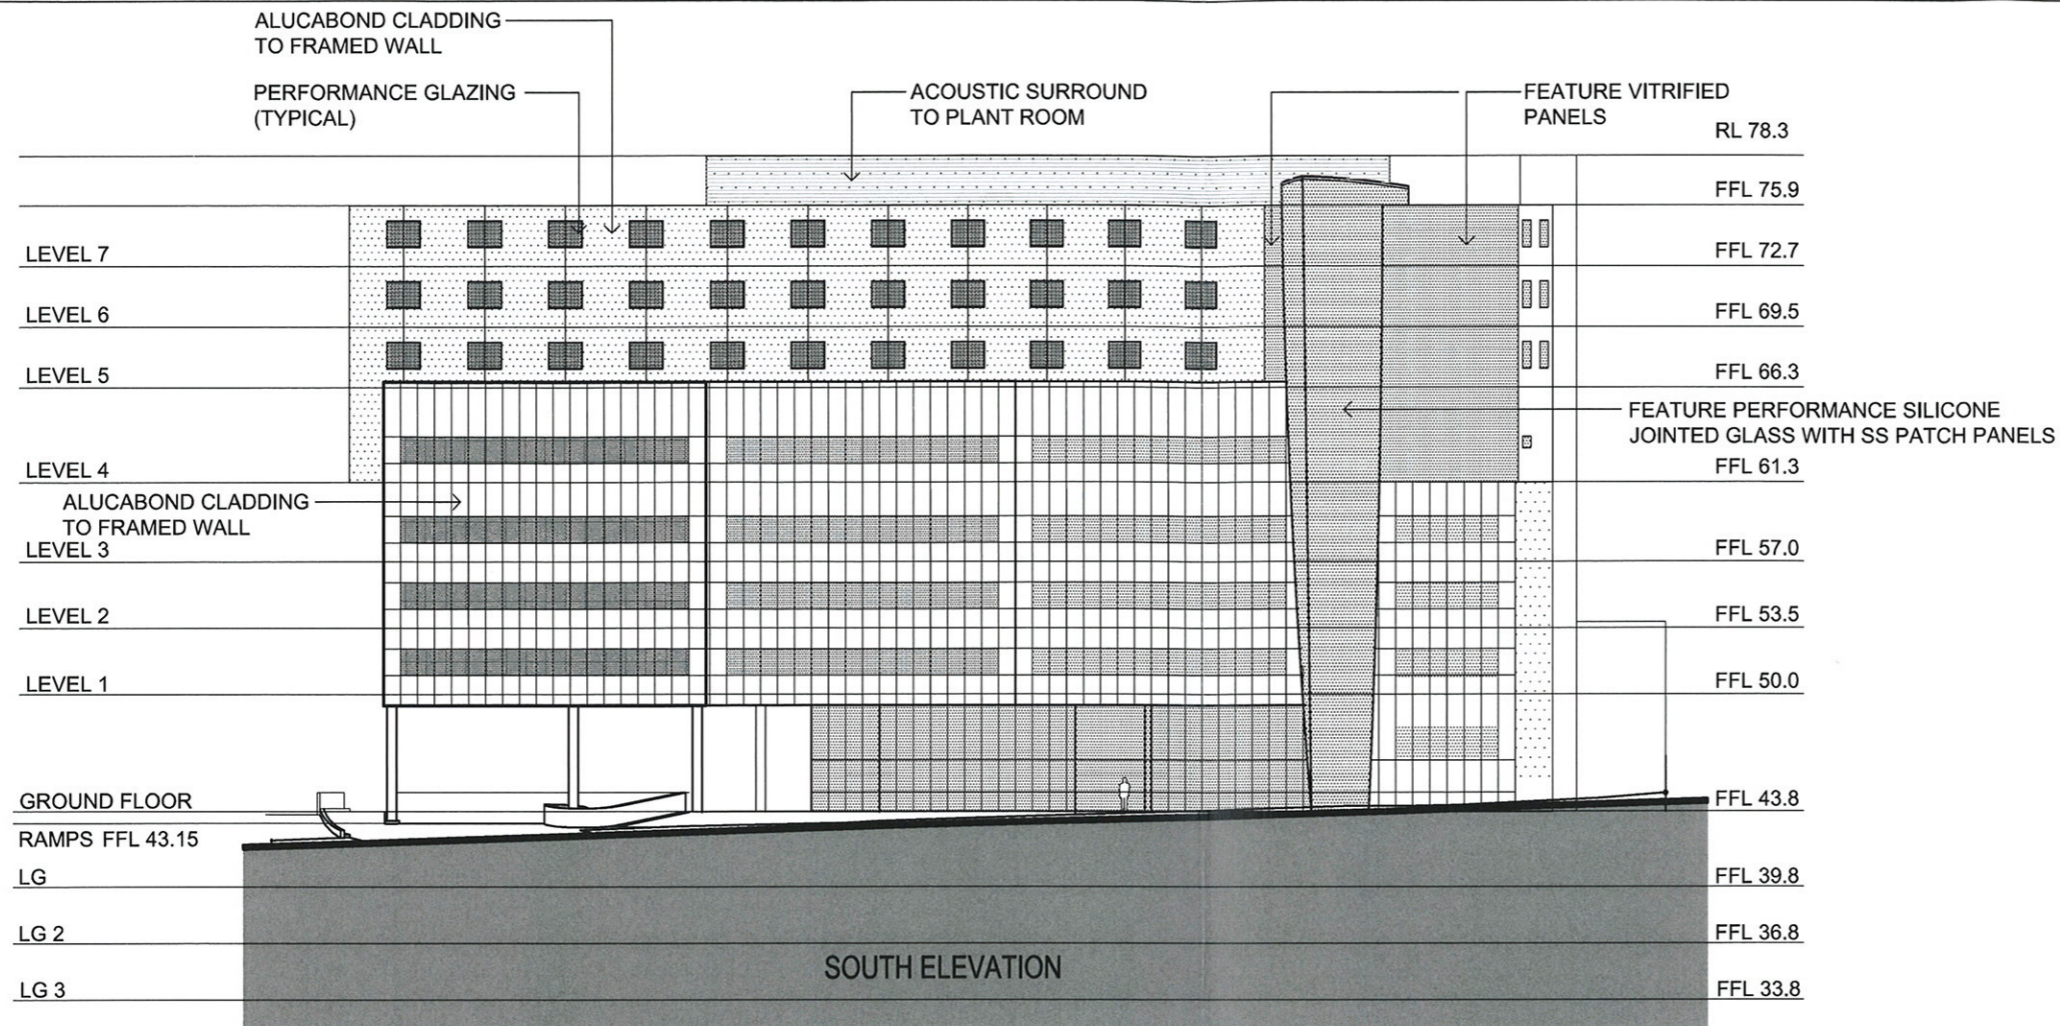 ALUCABOND CLADDING
TO FRAMED WALL
PERFORMANCE GLAZING
(TYPICAL)
ACOUSTIC SURROUND
TO PLANT ROOM
FEATURE VITRIFIED
PANELS
RL 78.3
FFL 75.9
LEVEL 7
FFL 72.7
LEVEL 6
FFL 69.5
LEVEL 5
FFL 66.3
FEATURE PERFORMANCE SILICONE
JOINTED GLASS WITH SS PATCH PANELS
LEVEL 4
FFL 61.3
ALUCABOND CLADDING
TO FRAMED WALL
LEVEL 3
FFL 57.0
LEVEL 2
FFL 53.5
LEVEL 1
FFL 50.0
GROUND FLOOR
FFL 43.8
RAMPS FFL 43.15
LG
FFL 39.8
LG 2
FFL 36.8
SOUTH ELEVATION
LG 3
FFL 33.8